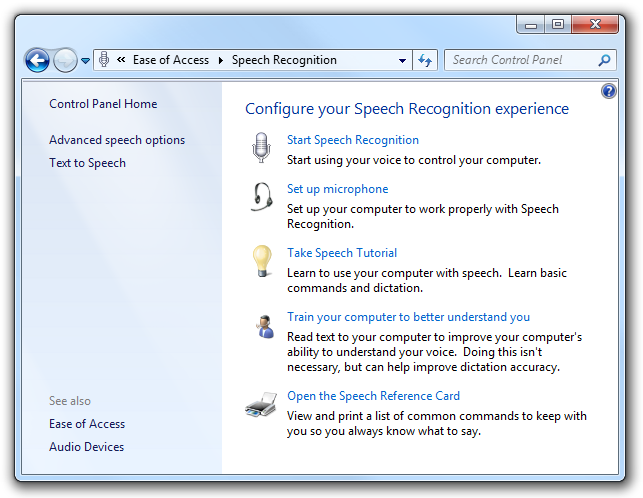 « Ease of Access Speech Recognition
Search Control Panel
Control Panel Home
Advanced speech options
Text to Speech
See also
Ease of Access
Audio Devices
Configure your Speech Recognition experience
Start Speech Recognition
Start using your voice to control your computer.
Set up microphone
Set up your computer to work properly with Speech
Recognition.
Take Speech Tutorial
Learn to use your computer with speech.  Learn basic
commands and dictation.
Train your computer to better understand you
Read text to your computer to improve your computer's
ability to understand your voice.  Doing this isn't
necessary, but can help improve dictation accuracy.
Open the Speech Reference Card
View and print a list of common commands to keep with
you so you always know what to say.